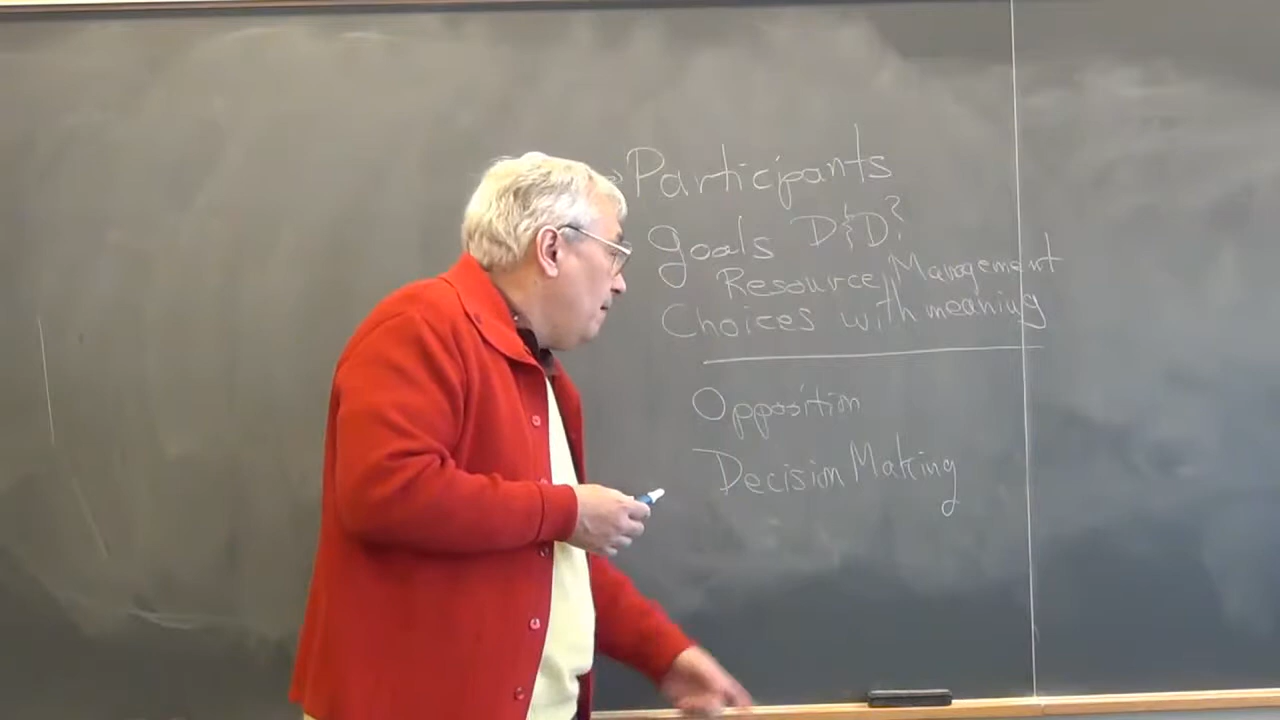 Participants
Goals D&D?
Resource Management
Choices with meaning
Opposition
Decision Making